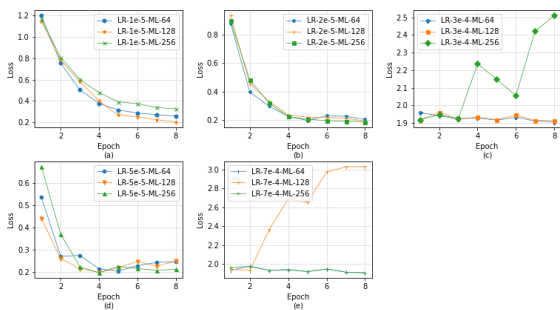 LR-1e-5-ML-64
LR-1e-5-ML-128
LR-1e-5-ML-256
1.2
1.0
0.8
0.6
0.4
0.2
Loss
2
4
6
8
Epoch
(a)
LR-2e-5-ML-64
LR-2e-5-ML-128
LR-2e-5-ML-256
0.8
0.6
0.4
0.2
Loss
2
4
6
8
Epoch
(b)
LR-3e-4-ML-64
LR-3e-4-ML-128
LR-3e-4-ML-256
2.5
2.4
2.3
2.2
2.1
2.0
1.9
Loss
2
4
6
8
Epoch
(c)
LR-5e-5-ML-64
LR-5e-5-ML-128
LR-5e-5-ML-256
0.6
0.5
0.4
0.3
0.2
Loss
2
4
6
8
Epoch
(d)
LR-7e-4-ML-64
LR-7e-4-ML-128
LR-7e-4-ML-256
3.0
2.8
2.6
2.4
2.2
2.0
Loss
2
4
6
8
Epoch
(e)